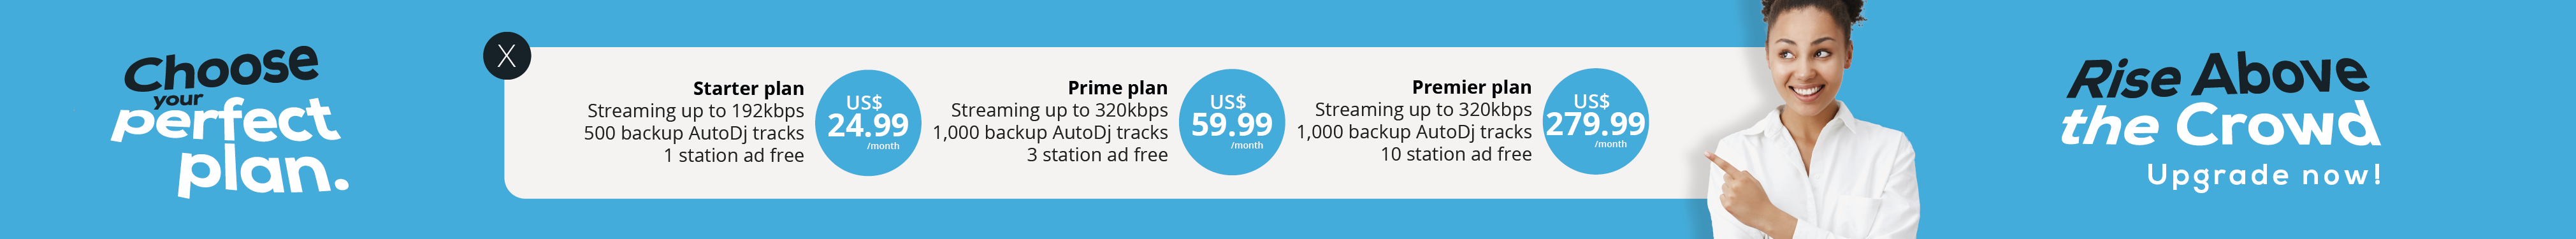 Choose
your
perfect
plan.
X
Starter plan
Streaming up to 192kbps
500 backup AutoDj tracks
1 station ad free
US$
24.99
/month
Prime plan
Streaming up to 320kbps
1,000 backup AutoDj tracks
3 station ad free
US$
59.99
/month
Premier plan
Streaming up to 320kbps
1,000 backup AutoDj tracks
10 station ad free
US$
279.99
/month
Rise Above
the Crowd
Upgrade now!